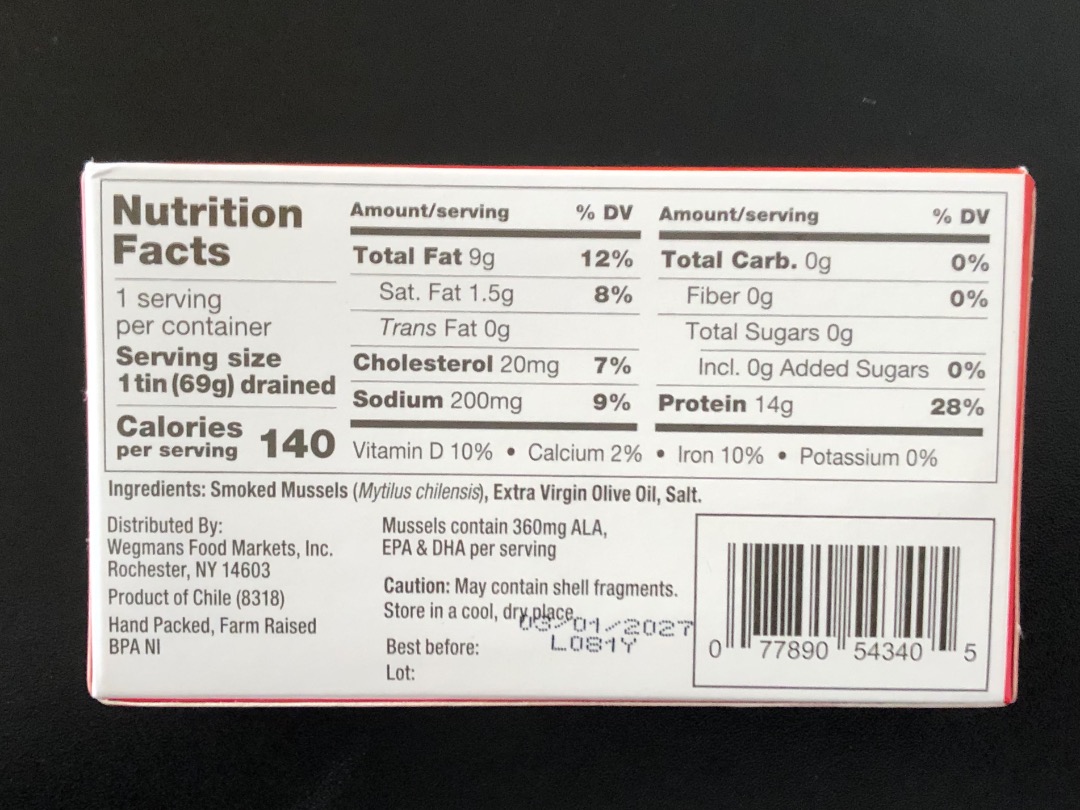 Nutrition
Facts
1 serving
per container
Serving size
1 tin (69g) drained
Calories
per serving 140
Amount/serving % DV
Total Fat 9g 12%
Sat. Fat 1.5g 8%
Trans Fat 0g
Cholesterol 20mg 7%
Sodium 200mg 9%
Amount/serving % DV
Total Carb. 0g 0%
Fiber 0g 0%
Total Sugars 0g
Incl. 0g Added Sugars 0%
Protein 14g 28%
Vitamin D 10% • Calcium 2% • Iron 10% • Potassium 0%
Ingredients: Smoked Mussels (Mytilus chilensis), Extra Virgin Olive Oil, Salt.
Distributed By:
Wegmans Food Markets, Inc.
Rochester, NY 14603
Product of Chile (8318)
Hand Packed, Farm Raised
BPA NI
Mussels contain 360mg ALA,
EPA & DHA per serving
Caution: May contain shell fragments.
Store in a cool, dry place.
03/01/2027
Best before:
L081Y
Lot:
0 77890 54340 5